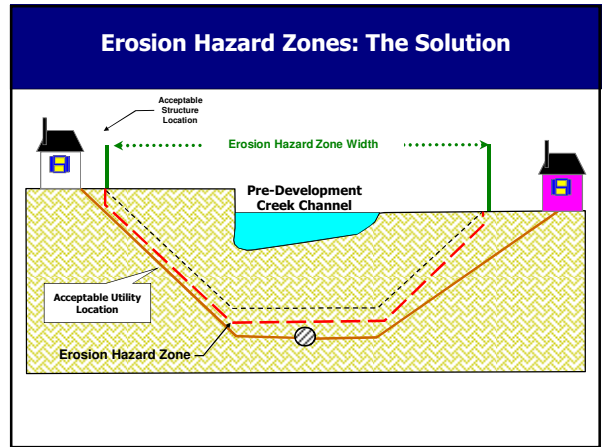 Erosion Hazard Zones: The Solution
Acceptable
Structure
Location
Erosion Hazard Zone Width
Pre-Development
Creek Channel
Acceptable Utility
Location
Erosion Hazard Zone